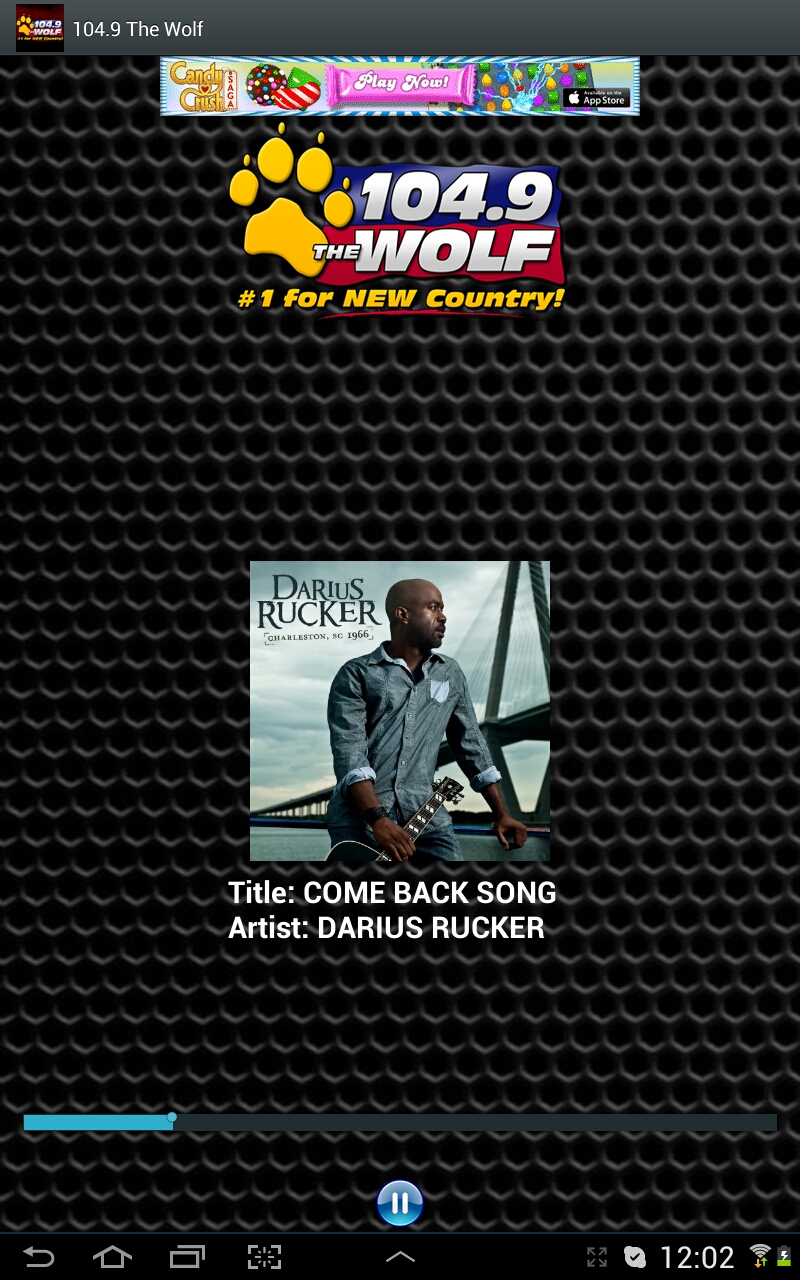 104.9 The Wolf
Candy
Crush
SAGA
Play Now!
Available on the
App Store
104.9
THE WOLF
#1 for NEW Country!
DARIUS
RUCKER
CHARLESTON, SC 1966
Title: COME BACK SONG
Artist: DARIUS RUCKER
12:02